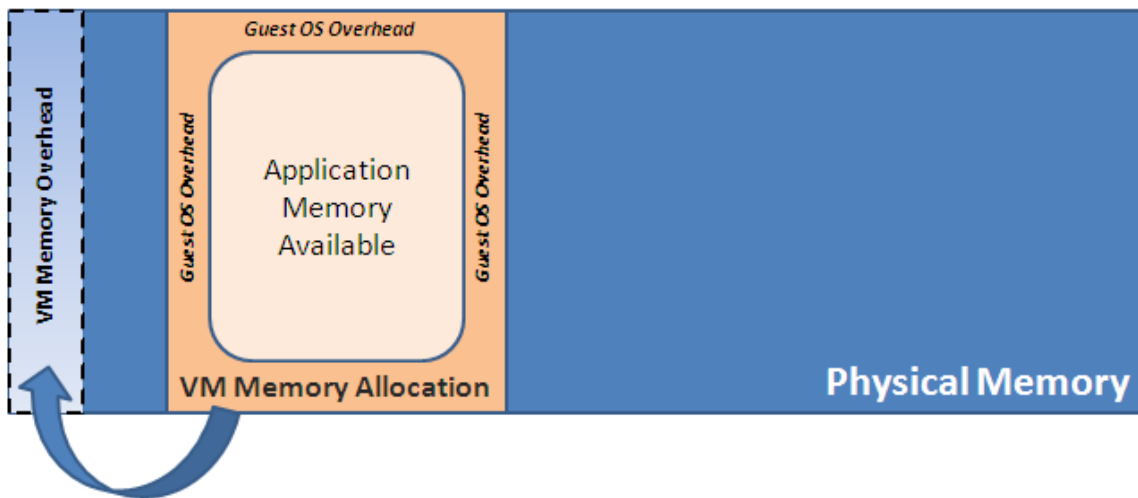 Guest OS Overhead
VM Memory Overhead
Guest OS Overhead
Application
Memory
Available
Guest OS Overhead
VM Memory Allocation
Physical Memory